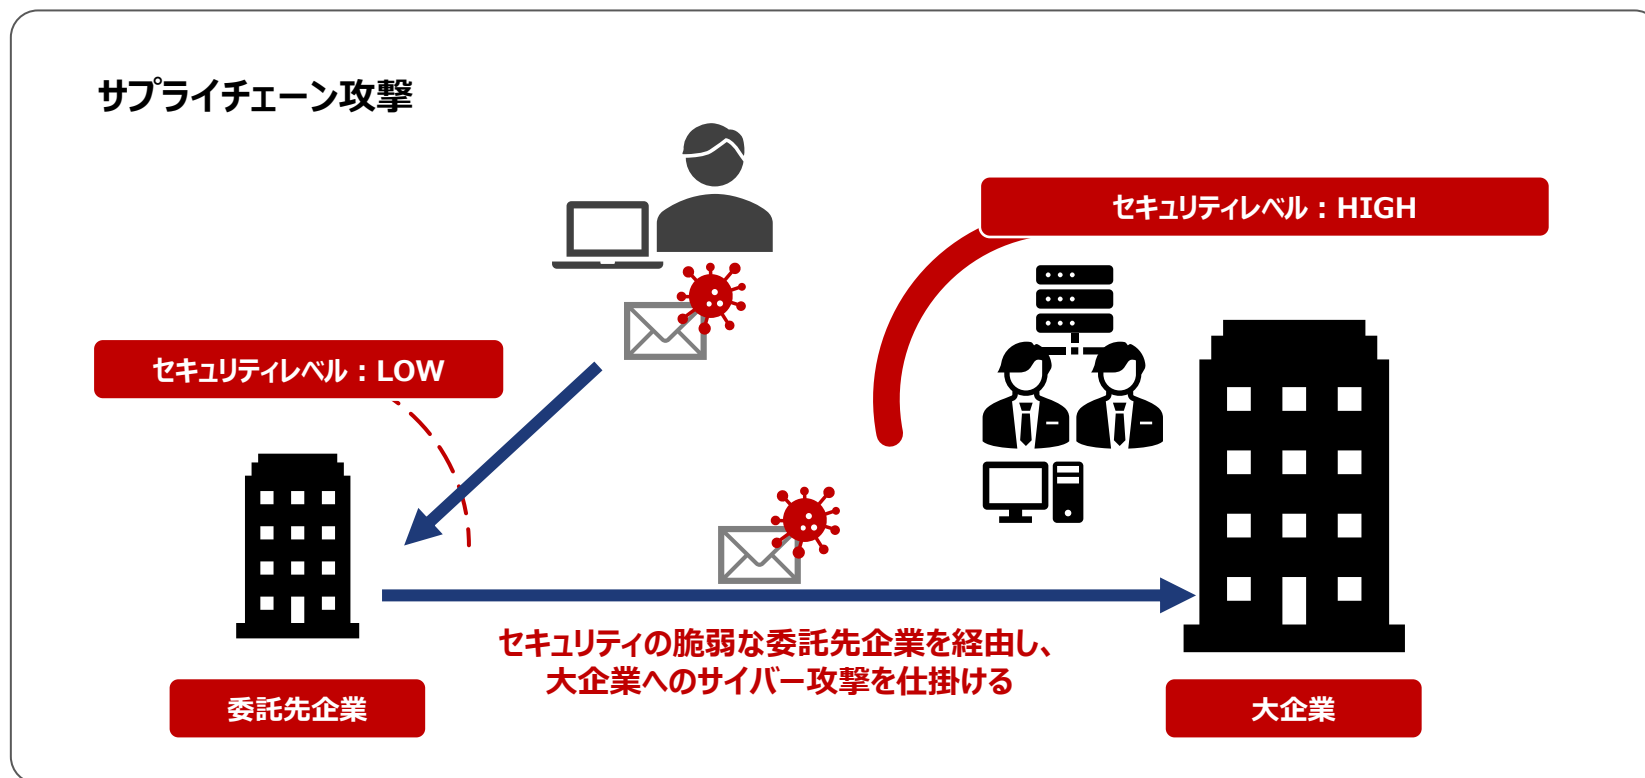 サプライチェーン攻撃
セキュリティレベル：HIGH
セキュリティレベル：LOW
セキュリティの脆弱な委託先企業を経由し、
大企業へのサイバー攻撃を仕掛ける
委託先企業
大企業